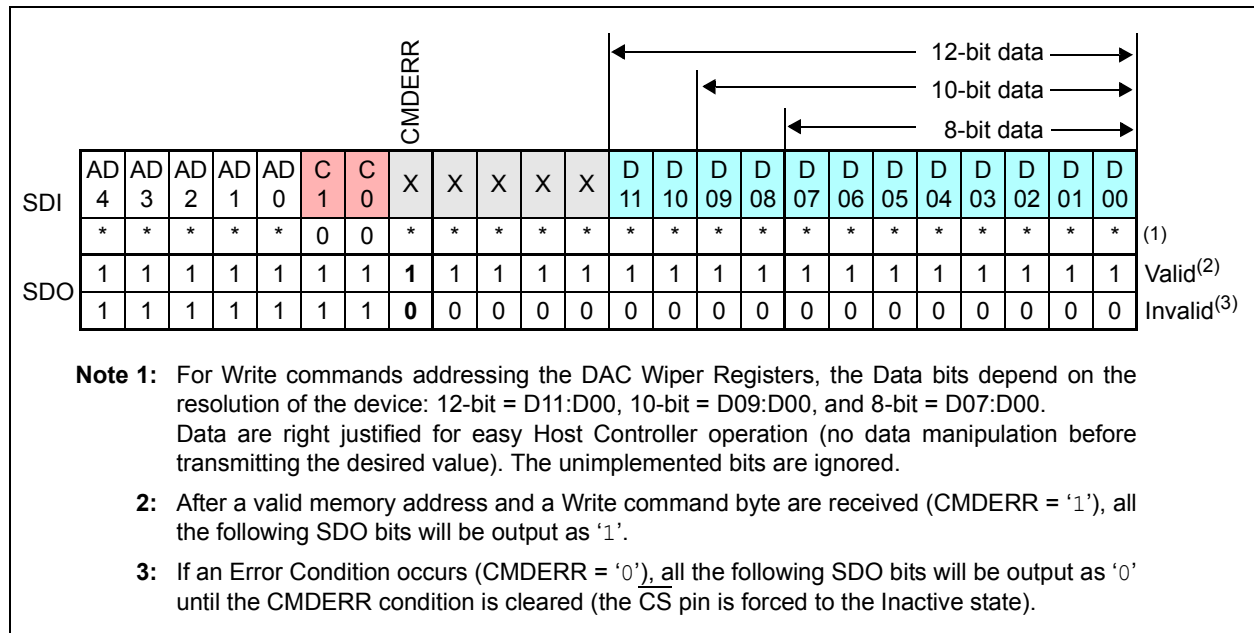 CMDERR
12-bit data
10-bit data
8-bit data
SDI AD4 AD3 AD2 AD1 AD0 C1 C0 X X X X X D11 D10 D09 D08 D07 D06 D05 D04 D03 D02 D01 D00
* * * * * 0 0 * * * * * * * * * * * * * * * * * (1)
SDO 1 1 1 1 1 1 1 1 1 1 1 1 1 1 1 1 1 1 1 1 1 1 1 1 Valid(2)
1 1 1 1 1 1 1 0 0 0 0 0 0 0 0 0 0 0 0 0 0 0 0 0 Invalid(3)
Note 1: For Write commands addressing the DAC Wiper Registers, the Data bits depend on the
resolution of the device: 12-bit = D11:D00, 10-bit = D09:D00, and 8-bit = D07:D00.
Data are right justified for easy Host Controller operation (no data manipulation before
transmitting the desired value). The unimplemented bits are ignored.
2: After a valid memory address and a Write command byte are received (CMDERR = ‘1’), all
the following SDO bits will be output as ‘1’.
3: If an Error Condition occurs (CMDERR = ‘0’), all the following SDO bits will be output as ‘0’
until the CMDERR condition is cleared (the CS pin is forced to the Inactive state).